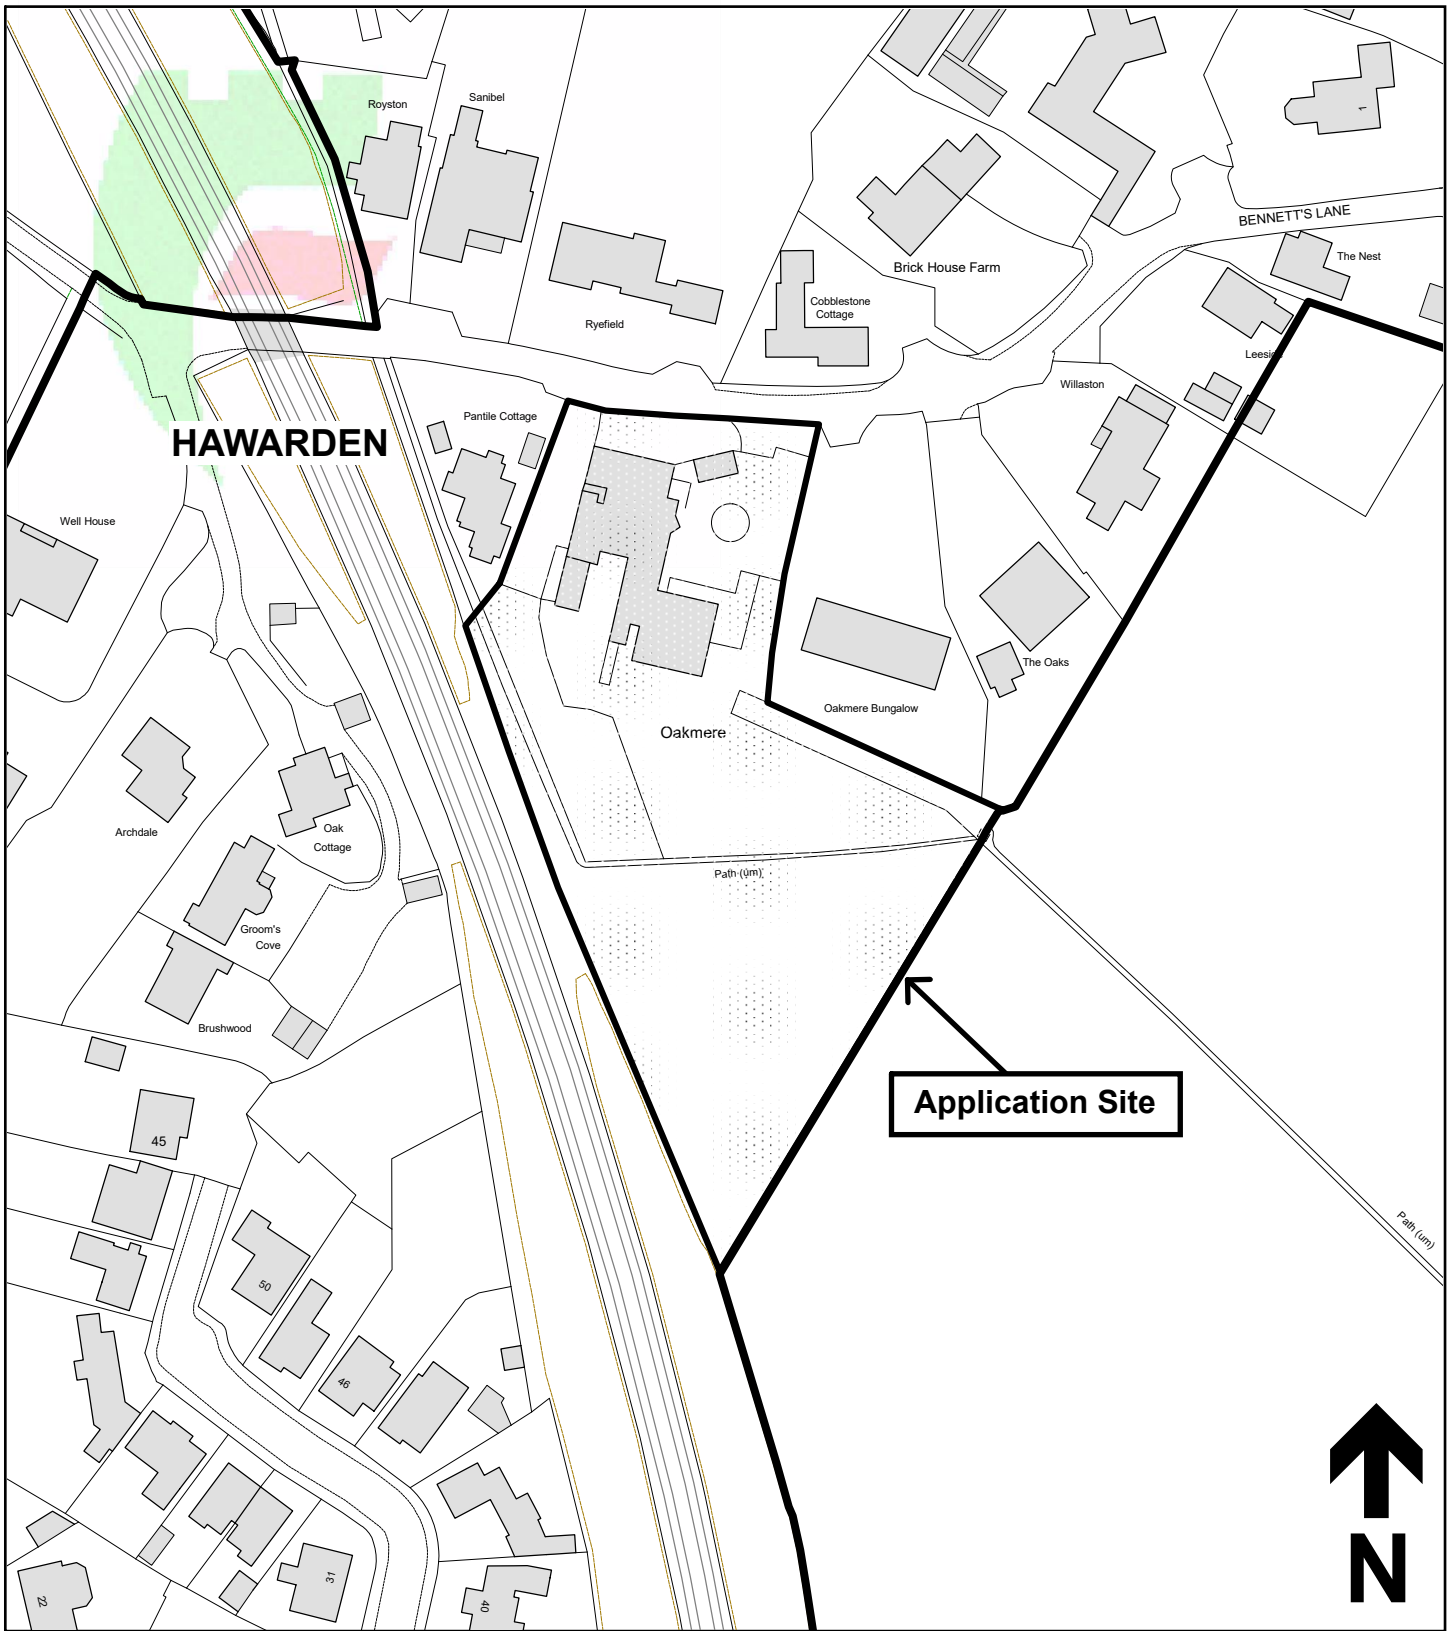 Royston
Sanibel
1
BENNETT'S LANE
The Nest
Brick House Farm
Cobblestone
Cottage
Ryefield
Leeside
Willaston
Pantile Cottage
HAWARDEN
Well House
The Oaks
Oakmere Bungalow
Oakmere
Archdale
Oak
Cottage
Path (um)
Groom's
Cove
Brushwood
Application Site
45
Path (um)
50
46
31
22
40
N